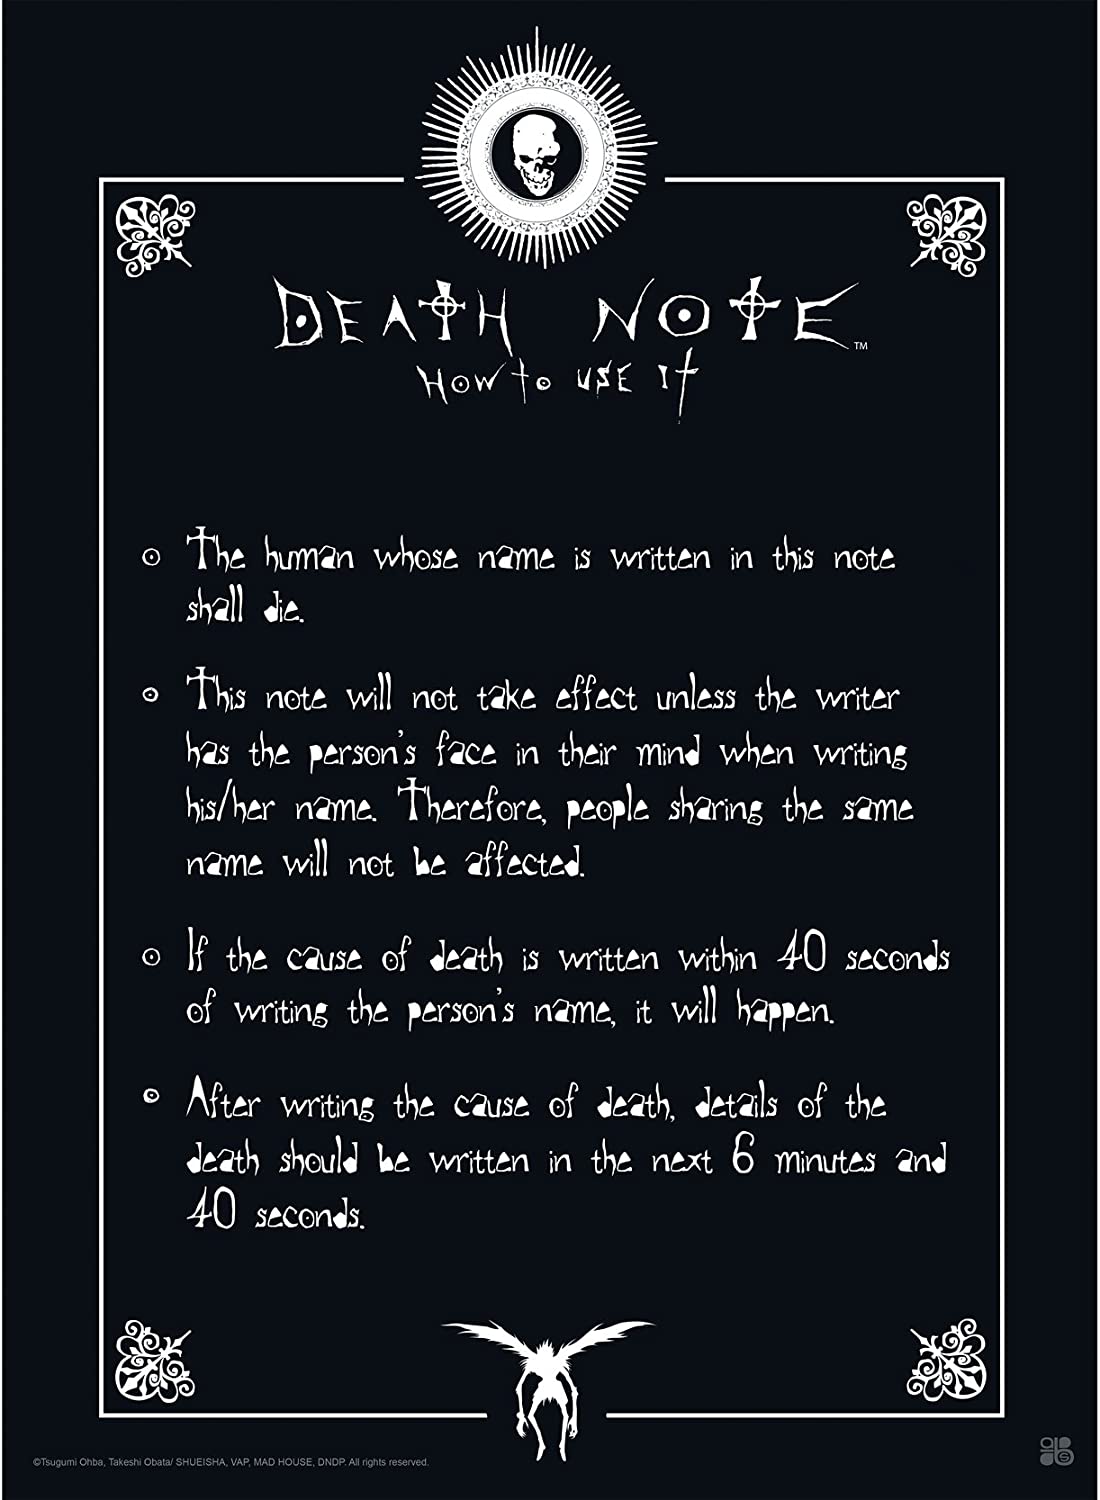 DEATH NOTE™
HOW TO USE IT
The human whose name is written in this note
shall die.
This note will not take effect unless the writer
has the person's face in their mind when writing
his/her name. Therefore, people sharing the same
name will not be affected.
If the cause of death is written within 40 seconds
of writing the person's name, it will happen.
After writing the cause of death, details of the
death should be written in the next 6 minutes and
40 seconds.
©Tsugumi Ohba, Takeshi Obata/ SHUEISHA, VAP, MAD HOUSE, DNDP. All rights reserved.